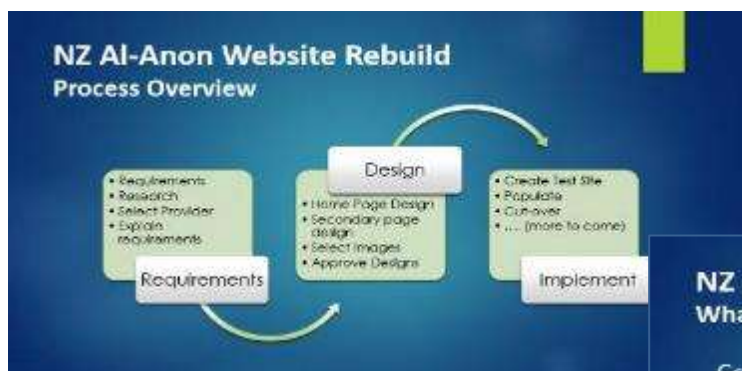 NZ Al-Anon Website Rebuild
Process Overview
• Requirements
• Research
• Select Provider
• Explain
requirements
Requirements
Design
• Home Page Design
• Secondary page
design
• Select Images
• Approve Designs
• Create Test Site
• Populate
• Cut-over
• .... (more to come)
Implement
NZ